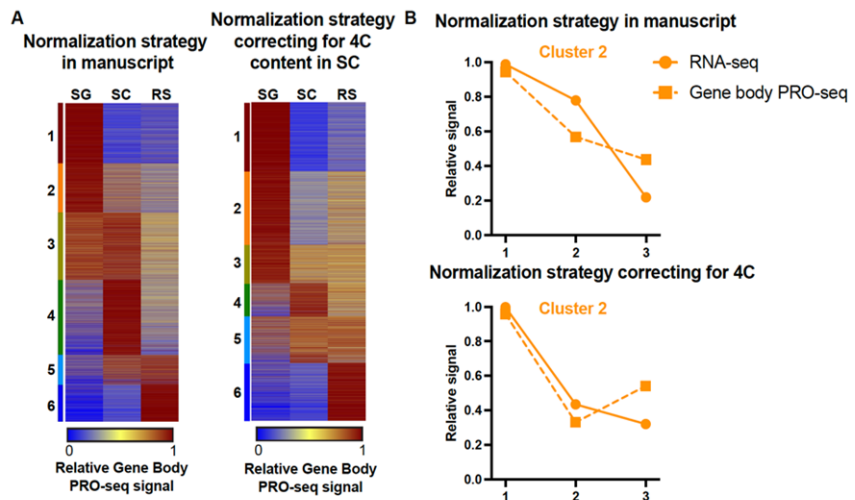 A
Normalization strategy
in manuscript
SG SC RS
1
2
3
4
5
6
0 1
Relative Gene Body
PRO-seq signal
Normalization strategy
correcting for 4C
content in SC
SG SC RS
1
2
3
4
5
6
0 1
Relative Gene Body
PRO-seq signal
B
Normalization strategy in manuscript
Cluster 2
RNA-seq
Gene body PRO-seq
Relative signal
1.0
0.8
0.6
0.4
0.2
0.0
1 2 3
Normalization strategy correcting for 4C
Cluster 2
Relative signal
1.0
0.8
0.6
0.4
0.2
0.0
1 2 3